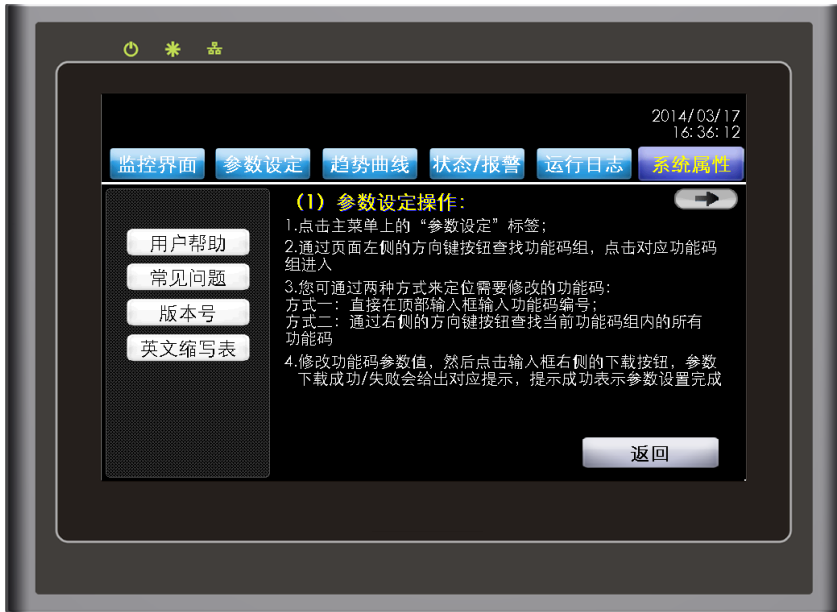 2014/03/17
16:36:12
监控界面 参数设定 趋势曲线 状态/报警 运行日志 系统属性
用户帮助
常见问题
版本号
英文缩写表
(1) 参数设定操作:
1.点击主菜单上的“参数设定”标签;
2.通过页面左侧的方向键按钮查找功能码组，点击对应功能码
组进入
3.您可通过两种方式来定位需要修改的功能码:
方式一: 直接在顶部输入框输入功能码编号;
方式二: 通过右侧的方向键按钮查找当前功能码组内的所有
功能码
4.修改功能码参数值，然后点击输入框右侧的下载按钮，参数
下载成功/失败会给出对应提示，提示成功表示参数设置完成
返回